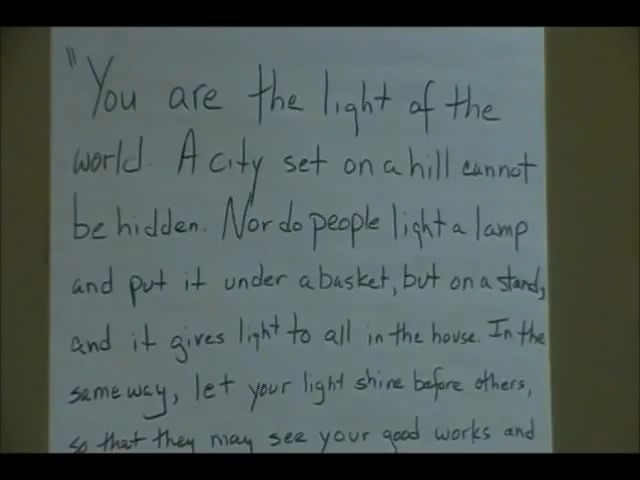 "You are the light of the
world. A city set on a hill cannot
be hidden. Nor do people light a lamp
and put it under a basket, but on a stand,
and it gives light to all in the house. In the
same way, let your light shine before others,
so that they may see your good works and